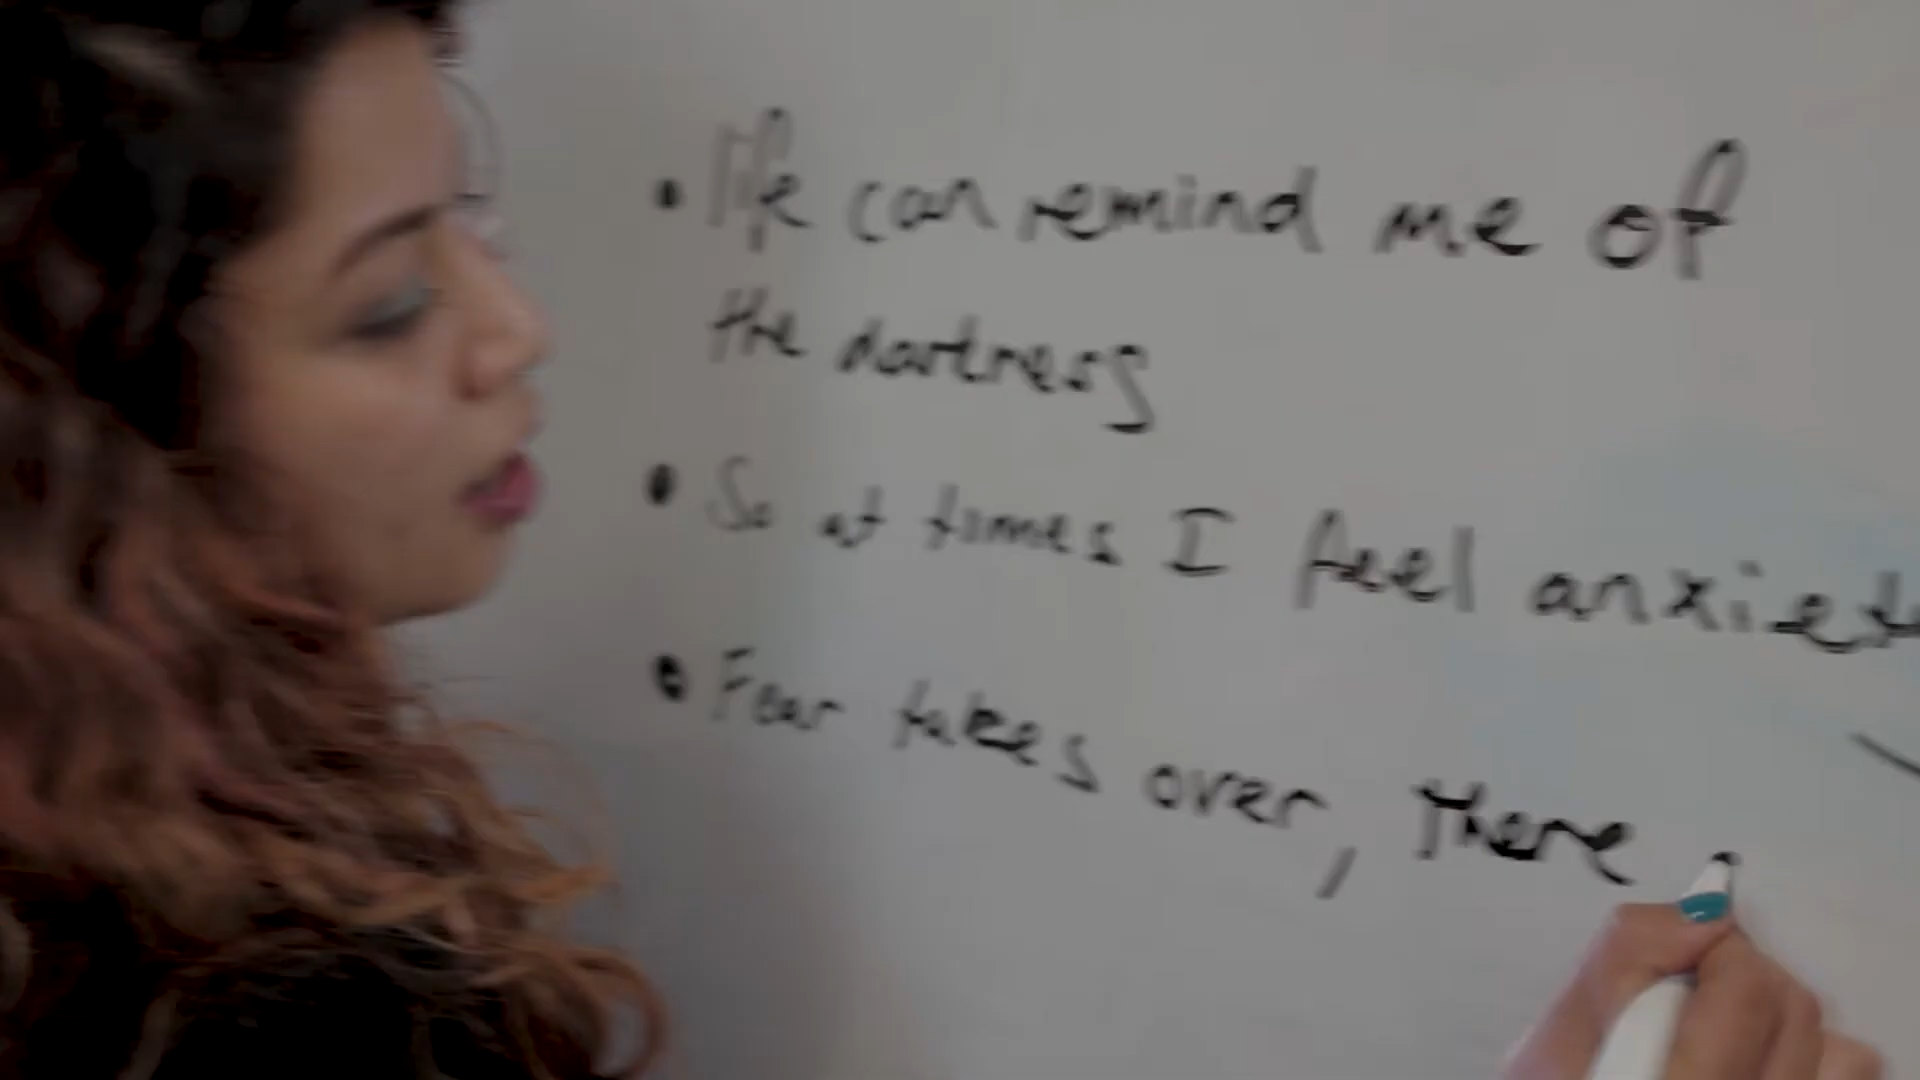 • life can remind me of
the darkness
• So at times I feel anxiet
• Fear takes over, There